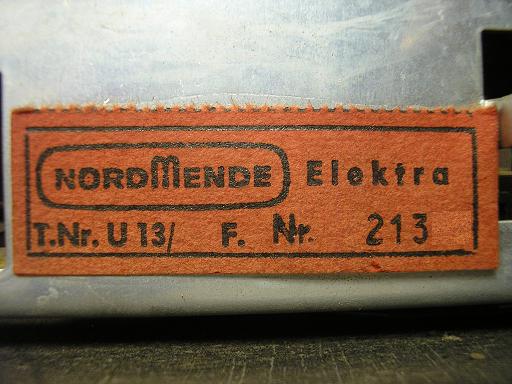 NORDMENDE Elektra
T.Nr. U 13/ F. Nr. 213